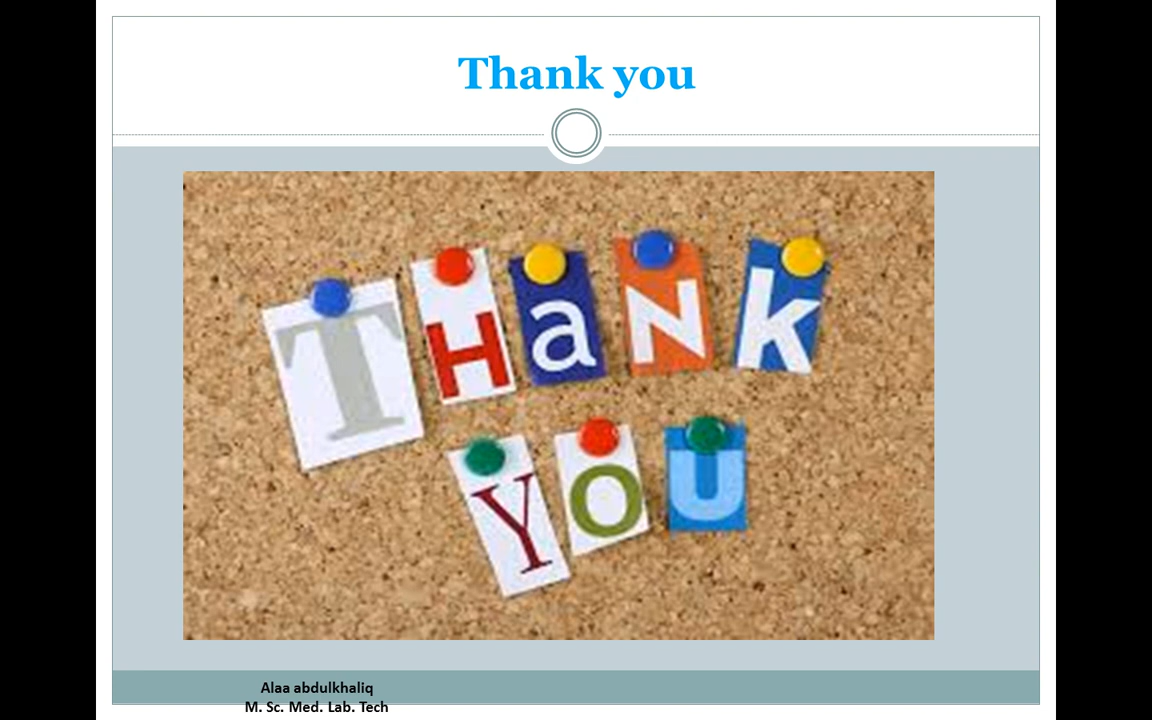 Thank you
THaNk
YOU
Alaa abdulkhaliq
M. Sc. Med. Lab. Tech